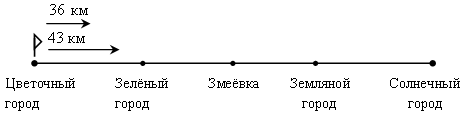 36 км
43 км
Цветочный город
Зелёный город
Змеёвка
Земляной город
Солнечный город